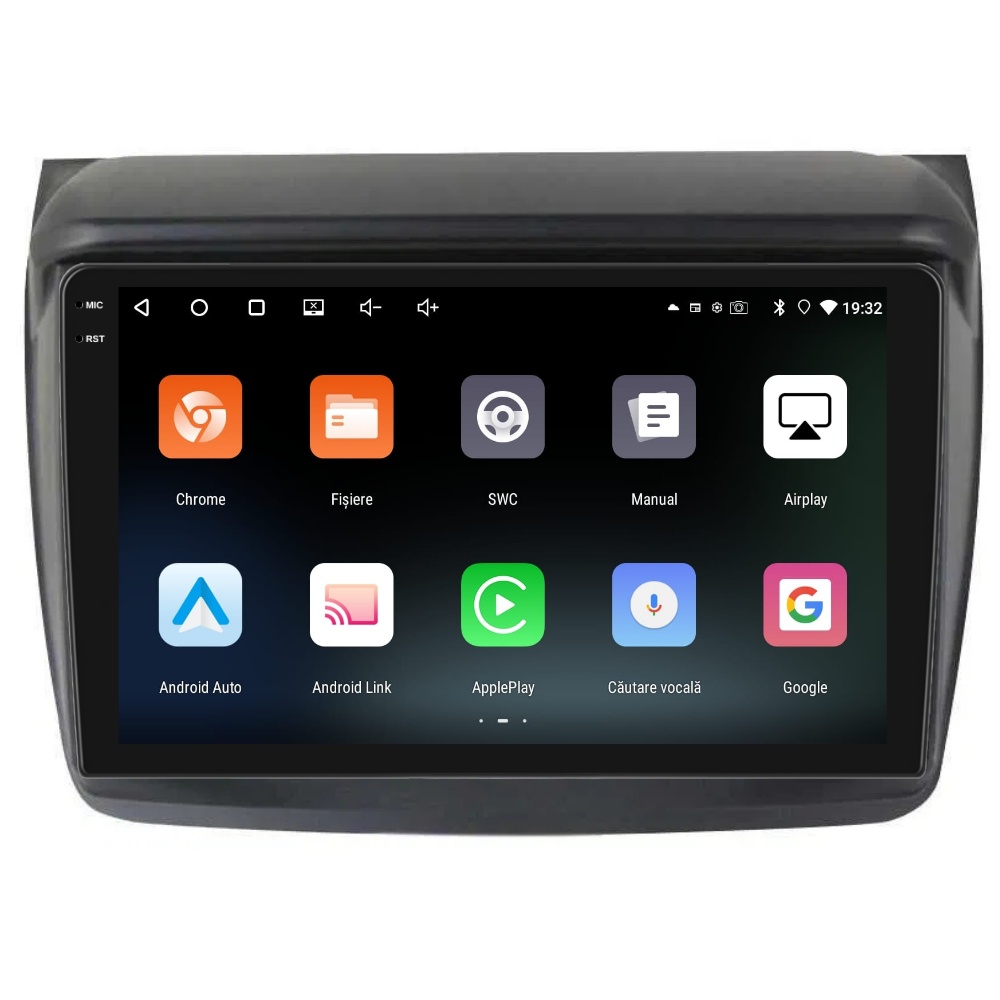 MIC
RST
19:32
Chrome
Fișiere
SWC
Manual
Airplay
Android Auto
Android Link
ApplePlay
Căutare vocală
Google